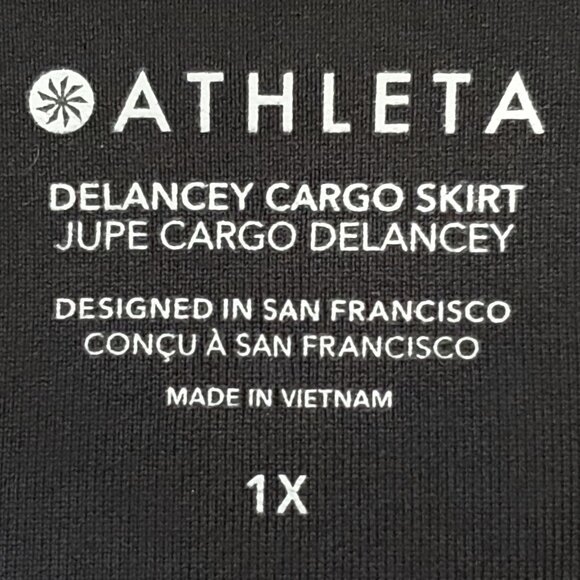 ATHLETA
DELANCEY CARGO SKIRT
JUPE CARGO DELANCEY
DESIGNED IN SAN FRANCISCO
CONÇU À SAN FRANCISCO
MADE IN VIETNAM
1X